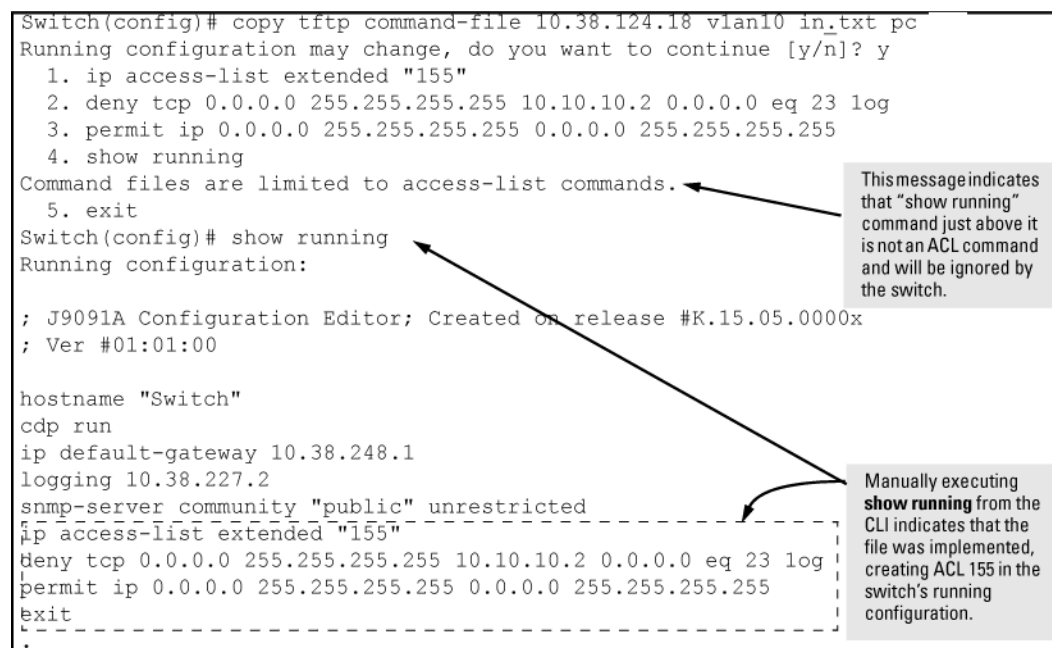 Switch(config)# copy tftp command-file 10.38.124.18 vlan10_in.txt pc
Running configuration may change, do you want to continue [y/n]? y
1. ip access-list extended "155"
2. deny tcp 0.0.0.0 255.255.255.255 10.10.10.2 0.0.0.0 eq 23 log
3. permit ip 0.0.0.0 255.255.255.255 0.0.0.0 255.255.255.255
4. show running
Command files are limited to access-list commands.
5. exit
Switch(config)# show running
Running configuration:
; J9091A Configuration Editor; Created on release #K.15.05.0000x
; Ver #01:01:00
hostname "Switch"
cdp run
ip default-gateway 10.38.248.1
logging 10.38.227.2
snmp-server community "public" unrestricted
ip access-list extended "155"
deny tcp 0.0.0.0 255.255.255.255 10.10.10.2 0.0.0.0 eq 23 log
permit ip 0.0.0.0 255.255.255.255 0.0.0.0 255.255.255.255
exit
This message indicates
that "show running"
command just above it
is not an ACL command
and will be ignored by
the switch.
Manually executing
show running from the
CLI indicates that the
file was implemented,
creating ACL 155 in the
switch's running
configuration.